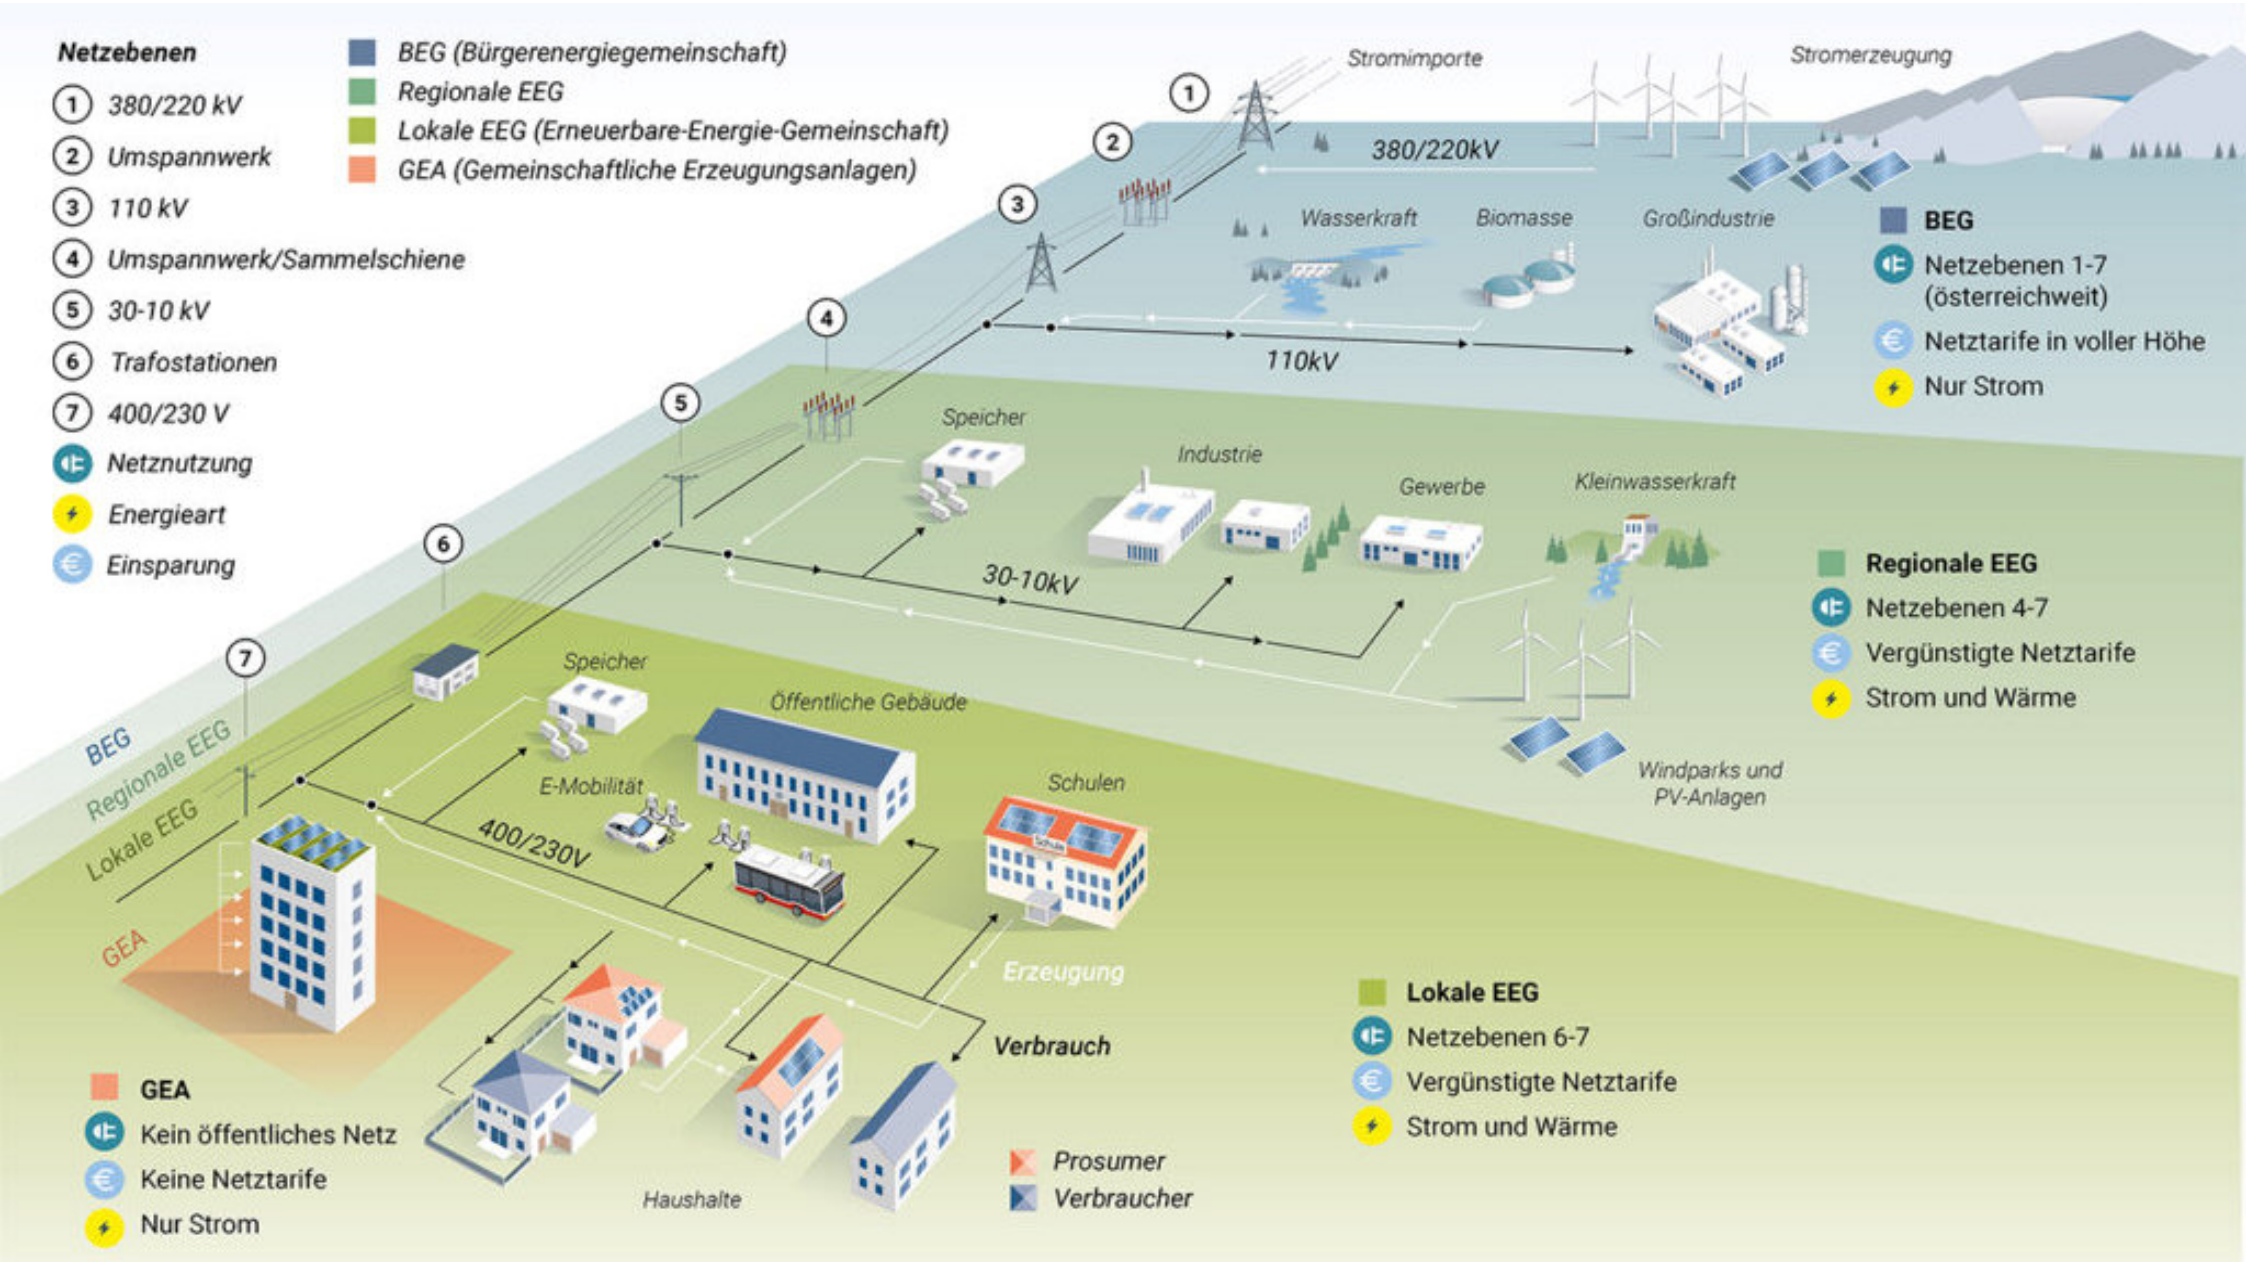 Netzebenen
1 380/220 kV
2 Umspannwerk
3 110 kV
4 Umspannwerk/Sammelschiene
5 30-10 kV
6 Trafostationen
7 400/230 V
Netznutzung
Energieart
€ Einsparung
BEG (Bürgerenergiegemeinschaft)
Regionale EEG
Lokale EEG (Erneuerbare-Energie-Gemeinschaft)
GEA (Gemeinschaftliche Erzeugungsanlagen)
1
2
3
4
5
6
7
Stromimporte
Stromerzeugung
380/220kV
Wasserkraft
Biomasse
Großindustrie
110kV
BEG
Netzebenen 1-7
(österreichweit)
€ Netztarife in voller Höhe
Nur Strom
Speicher
Industrie
Gewerbe
Kleinwasserkraft
30-10kV
Windparks und
PV-Anlagen
Regionale EEG
Netzebenen 4-7
€ Vergünstigte Netztarife
Strom und Wärme
BEG
Regionale EEG
Lokale EEG
GEA
Speicher
Öffentliche Gebäude
E-Mobilität
Schulen
Schule
400/230V
Erzeugung
Verbrauch
Haushalte
Prosumer
Verbraucher
Lokale EEG
Netzebenen 6-7
€ Vergünstigte Netztarife
Strom und Wärme
GEA
Kein öffentliches Netz
€ Keine Netztarife
Nur Strom